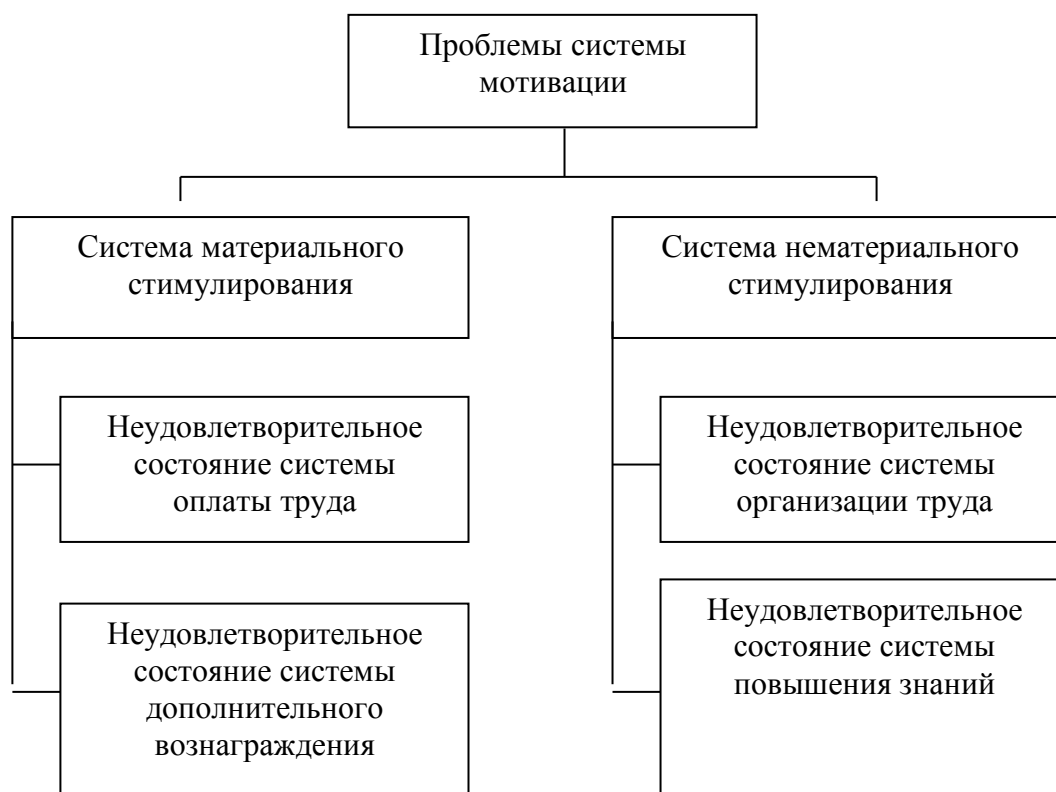 Проблемы системы
мотивации
Система материального
стимулирования
Система нематериального
стимулирования
Неудовлетворительное
состояние системы
оплаты труда
Неудовлетворительное
состояние системы
организации труда
Неудовлетворительное
состояние системы
дополнительного
вознаграждения
Неудовлетворительное
состояние системы
повышения знаний